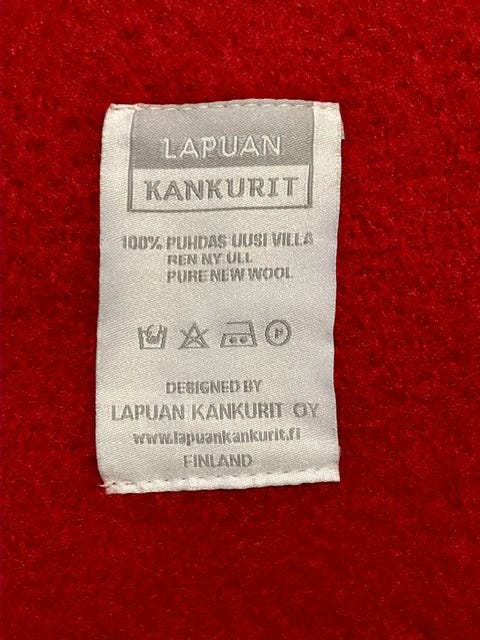 LAPUAN
KANKURIT
100% PUHDAS UUSI VILLA
REN NY ULL
PURE NEW WOOL
P
DESIGNED BY
LAPUAN KANKURIT OY
www.lapuankankurit.fi
FINLAND